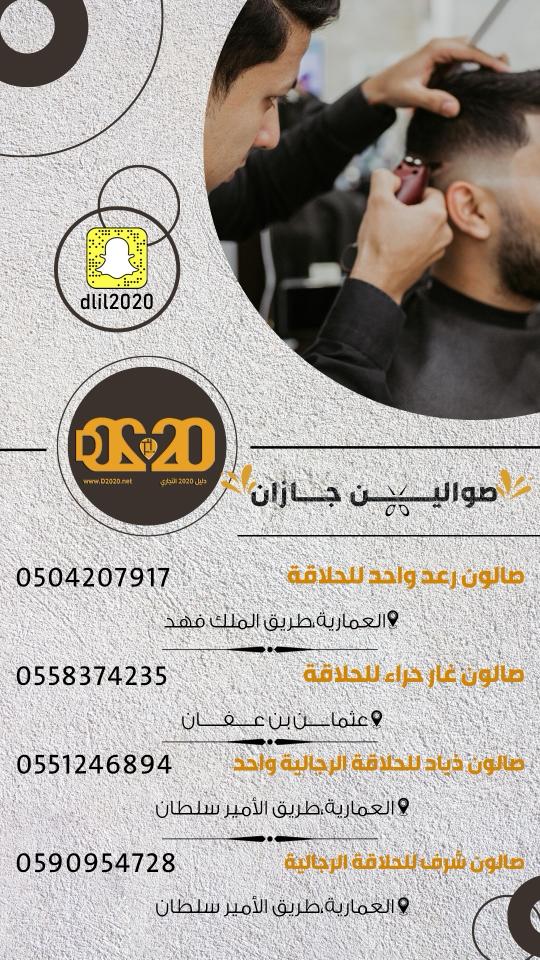 dlil2020
D2020
www.D2020.net دليل 2020 التجاري
صواليـــن جـازان
صالون رعد واحد للحلاقة 0504207917
العمارية،طريق الملك فهد
صالون غار حراء للحلاقة 0558374235
عثمان بن عفان
صالون ذياد للحلاقة الرجالية واحد 0551246894
العمارية،طريق الأمير سلطان
صالون شرف للحلاقة الرجالية 0590954728
العمارية،طريق الأمير سلطان